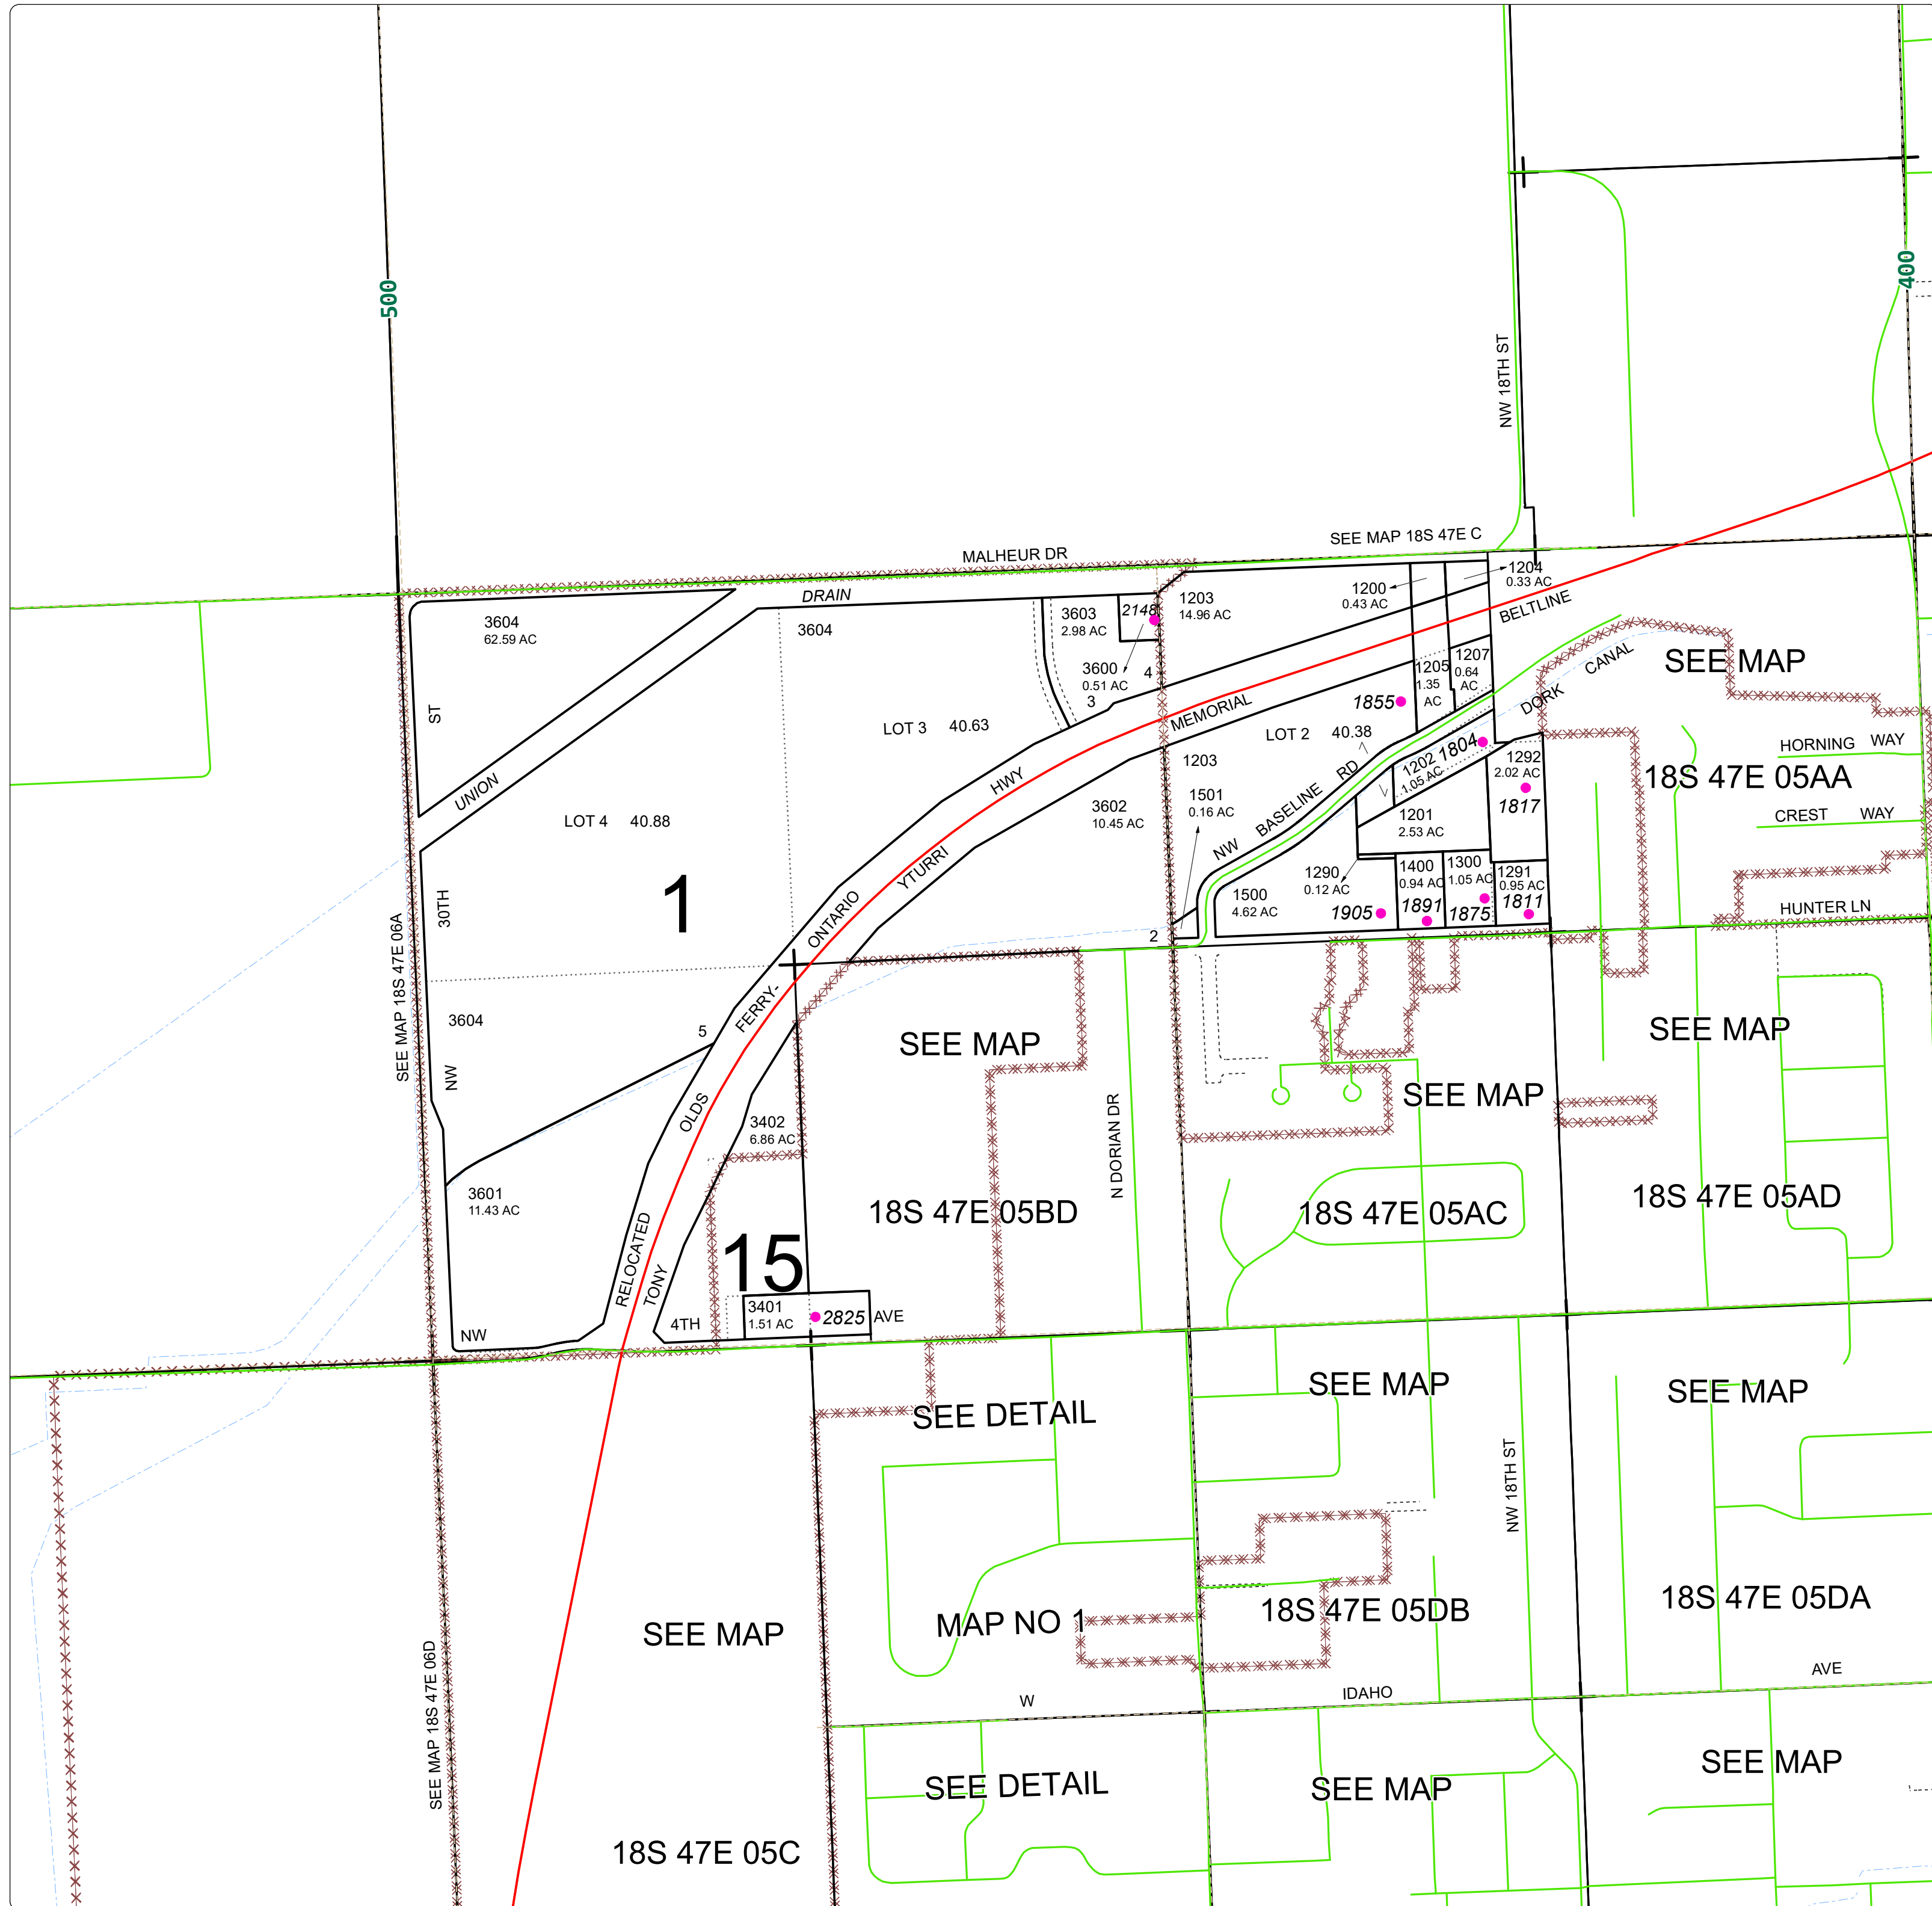 500
400
NW 18TH ST
SEE MAP 18S 47E C
MALHEUR DR
DRAIN
UNION
3604
62.59 AC
3604
3603
2.98 AC
2148
3600
0.51 AC
4
3
1203
14.96 AC
1200
0.43 AC
1204
0.33 AC
BELTLINE
1205
1.35
AC
1207
0.64
AC
1855
MEMORIAL
DORK
CANAL
SEE MAP
18S 47E 05AA
HORNING WAY
CREST WAY
HUNTER LN
ST
LOT 3 40.63
LOT 2 40.38
1203
1202
1.05 AC
1804
1292
2.02 AC
1817
LOT 4 40.88
HWY
3602
10.45 AC
1501
0.16 AC
NW BASELINE RD
1201
2.53 AC
1
YTURRI
ONTARIO
30TH
SEE MAP 18S 47E 06A
1290
0.12 AC
1400
0.94 AC
1300
1.05 AC
1291
0.95 AC
1500
4.62 AC
1905
1891
1875
1811
2
3604
5
FERRY-
SEE MAP
SEE MAP
SEE MAP
NW
OLDS
3402
6.86 AC
N DORIAN DR
3601
11.43 AC
18S 47E 05BD
18S 47E 05AC
18S 47E 05AD
RELOCATED
TONY
15
3401
1.51 AC
2825
NW
4TH
AVE
SEE DETAIL
SEE MAP
SEE MAP
NW 18TH ST
SEE MAP
MAP NO 1
18S 47E 05DB
18S 47E 05DA
SEE MAP 18S 47E 06D
W
IDAHO
AVE
SEE DETAIL
SEE MAP
SEE MAP
18S 47E 05C